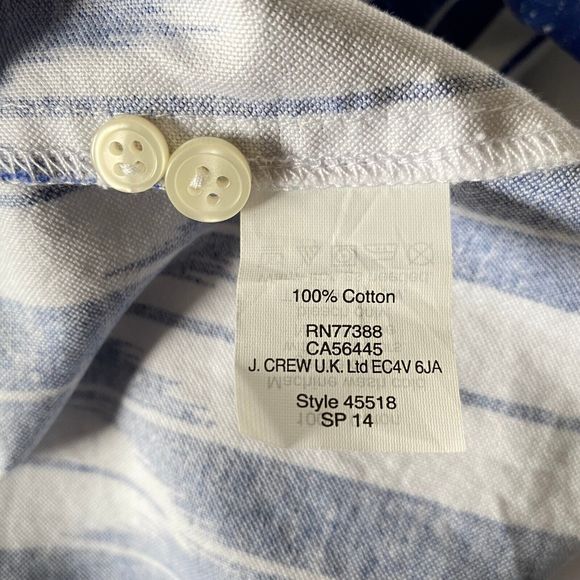 100% Cotton
RN77388
CA56445
J. CREW U.K. Ltd EC4V 6JA
Style 45518
SP 14